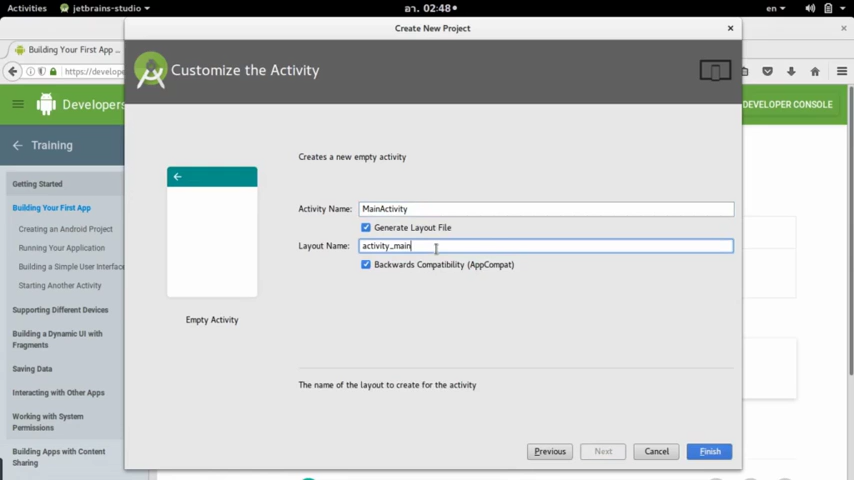 Activities jetbrains-studio อา. 02:48 en
Create New Project
Building Your First App ...
https://develope
Customize the Activity
Developers
DEVELOPER CONSOLE
Training
Creates a new empty activity
Getting Started
Building Your First App
Activity Name: MainActivity
Creating an Android Project
Generate Layout File
Running Your Application
Layout Name: activity_main
Building a Simple User Interface
Backwards Compatibility (AppCompat)
Starting Another Activity
Supporting Different Devices
Empty Activity
Building a Dynamic UI with
Fragments
Saving Data
The name of the layout to create for the activity
Interacting with Other Apps
Working with System
Permissions
Building Apps with Content
Sharing
Previous Next Cancel Finish